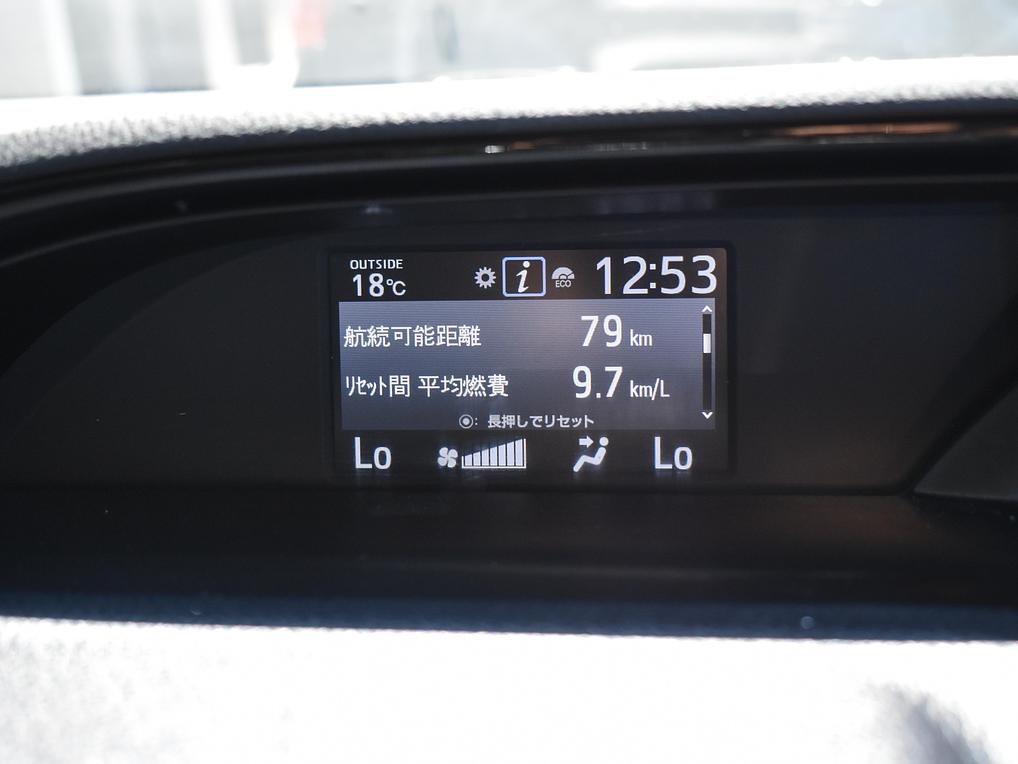 OUTSIDE
18℃
i
ECO
12:53
航続可能距離 79 km
ﾘｾｯﾄ間 平均燃費 9.7 km/L
◉: 長押しでリセット
Lo
Lo